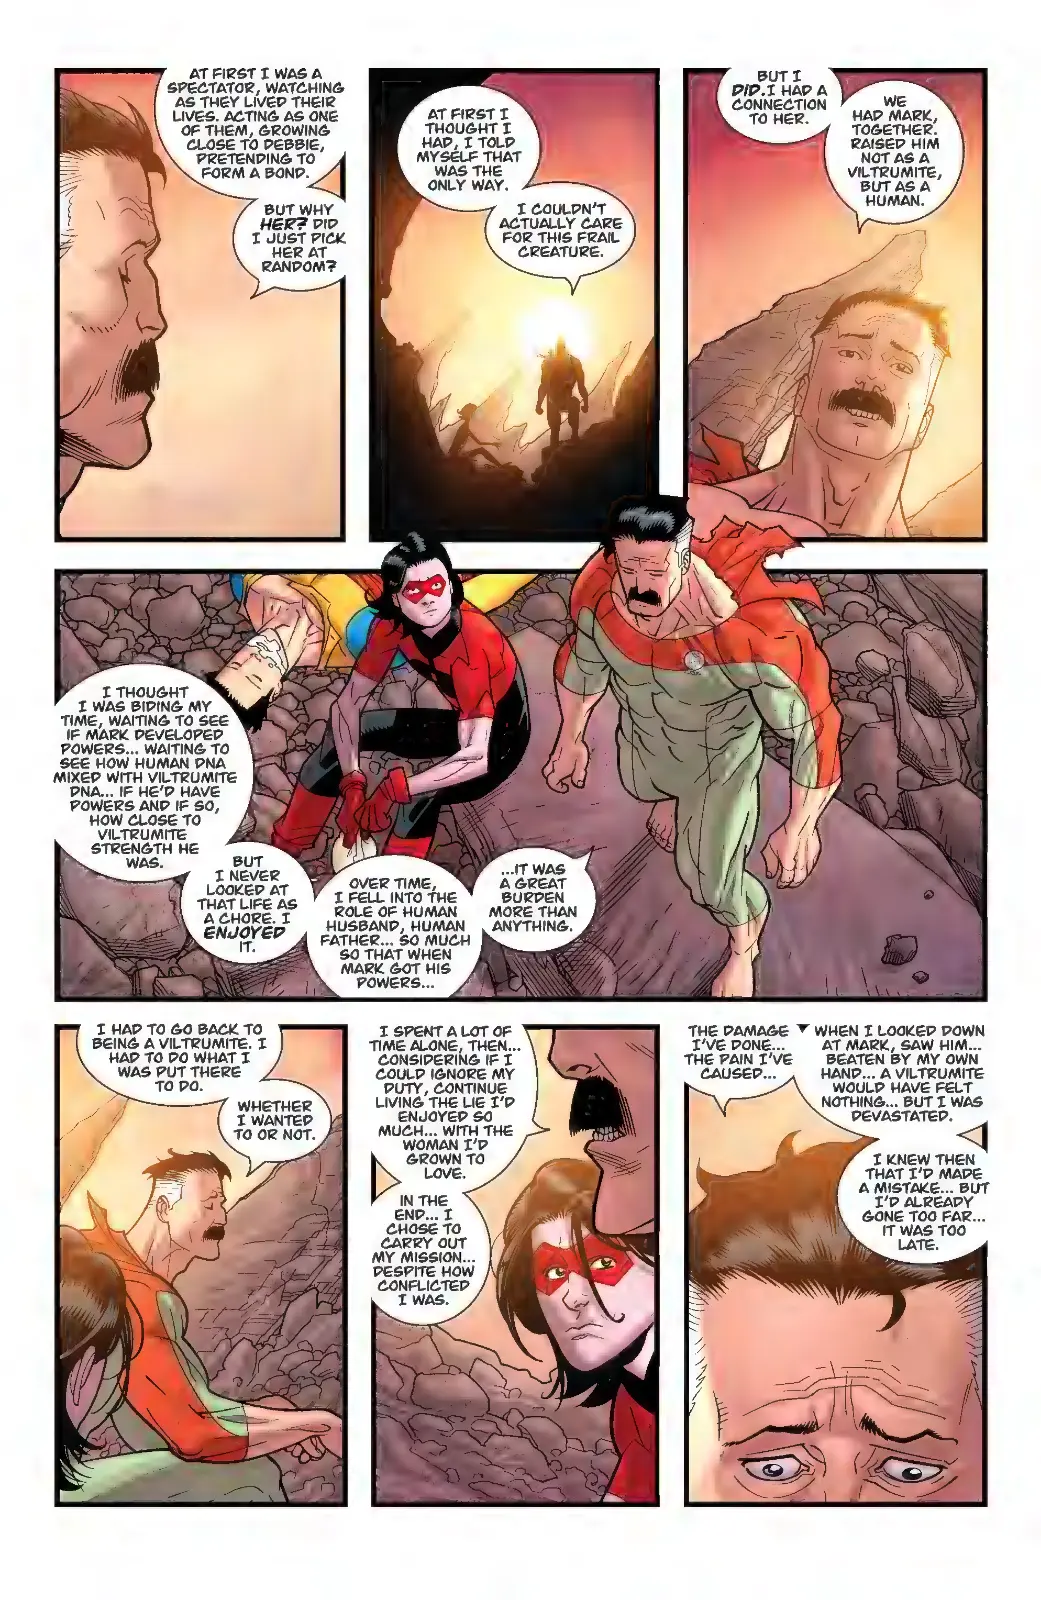 AT FIRST I WAS A
SPECTATOR, WATCHING
AS THEY LIVED THEIR
LIVES. ACTING AS ONE
OF THEM, GROWING
CLOSE TO DEBBIE,
PRETENDING TO
FORM A BOND.
BUT WHY
HER? DID
I JUST PICK
HER AT
RANDOM?
AT FIRST I
THOUGHT I
HAD, I TOLD
MYSELF THAT
WAS THE
ONLY WAY.
I COULDN'T
ACTUALLY CARE
FOR THIS FRAIL
CREATURE.
BUT I
DID. I HAD A
CONNECTION
TO HER.
WE
HAD MARK,
TOGETHER.
RAISED HIM
NOT AS A
VILTRUMITE,
BUT AS A
HUMAN.
I THOUGHT
I WAS BIDING MY
TIME, WAITING TO SEE
IF MARK DEVELOPED
POWERS... WAITING TO
SEE HOW HUMAN DNA
MIXED WITH VILTRUMITE
DNA... IF HE'D HAVE
POWERS AND IF SO,
HOW CLOSE TO
VILTRUMITE
STRENGTH HE
WAS.
BUT
I NEVER
LOOKED AT
THAT LIFE AS
A CHORE. I
ENJOYED
IT.
OVER TIME,
I FELL INTO THE
ROLE OF HUMAN
HUSBAND, HUMAN
FATHER... SO MUCH
SO THAT WHEN
MARK GOT HIS
POWERS...
...IT WAS
A GREAT
BURDEN
MORE THAN
ANYTHING.
I HAD TO GO BACK TO
BEING A VILTRUMITE. I
HAD TO DO WHAT I
WAS PUT THERE
TO DO.
WHETHER
I WANTED
TO OR NOT.
I SPENT A LOT OF
TIME ALONE, THEN...
CONSIDERING IF I
COULD IGNORE MY
DUTY, CONTINUE
LIVING THE LIE I'D
ENJOYED SO
MUCH... WITH THE
WOMAN I'D
GROWN TO
LOVE.
IN THE
END... I
CHOSE TO
CARRY OUT
MY MISSION...
DESPITE HOW
CONFLICTED
I WAS.
THE DAMAGE
I'VE DONE...
THE PAIN I'VE
CAUSED...
WHEN I LOOKED DOWN
AT MARK, SAW HIM...
BEATEN BY MY OWN
HAND... A VILTRUMITE
WOULD HAVE FELT
NOTHING... BUT I WAS
DEVASTATED.
I KNEW THEN
THAT I'D MADE
A MISTAKE... BUT
I'D ALREADY
GONE TOO FAR...
IT WAS TOO
LATE.